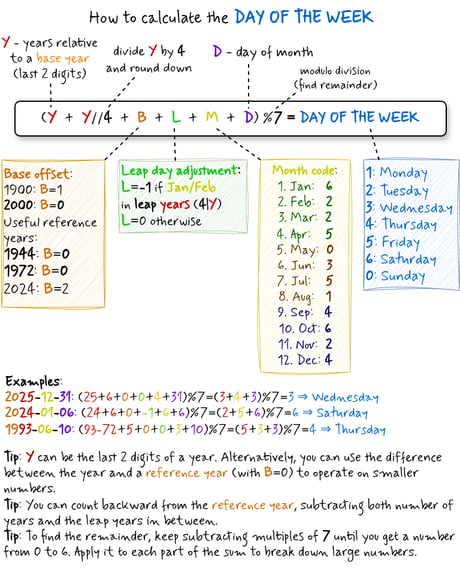 How to calculate the DAY OF THE WEEK
Y - years relative
to a base year
(last 2 digits)
divide Y by 4
and round down
D - day of month
modulo division
(find remainder)
(Y + Y//4 + B + L + M + D) %7 = DAY OF THE WEEK
Base offset:
1900: B=1
2000: B=0
Useful reference
years:
1944: B=0
1972: B=0
2024: B=2
Leap day adjustment:
L=-1 if Jan/Feb
in leap years (4|Y)
L=0 otherwise
Month code:
1. Jan: 6
2. Feb: 2
3. Mar: 2
4. Apr: 5
5. May: 0
6. Jun: 3
7. Jul: 5
8. Aug: 1
9. Sep: 4
10. Oct: 6
11. Nov: 2
12. Dec: 4
1: Monday
2: Tuesday
3: Wednesday
4: Thursday
5: Friday
6: Saturday
0: Sunday
Examples:
2025-12-31: (25+6+0+0+4+31)%7=(3+4+3)%7=3 ⇒ Wednesday
2024-01-06: (24+6+0+-1+6+6)%7=(2+5+6)%7=6 ⇒ Saturday
1993-06-10: (93-72+5+0+0+3+10)%7=(5+3+3)%7=4 ⇒ Thursday
Tip: Y can be the last 2 digits of a year. Alternatively, you can use the difference
between the year and a reference year (with B=0) to operate on smaller
numbers.
Tip: You can count backward from the reference year, subtracting both number of
years and the leap years in between.
Tip: To find the remainder, keep subtracting multiples of 7 until you get a number
from 0 to 6. Apply it to each part of the sum to break down large numbers.